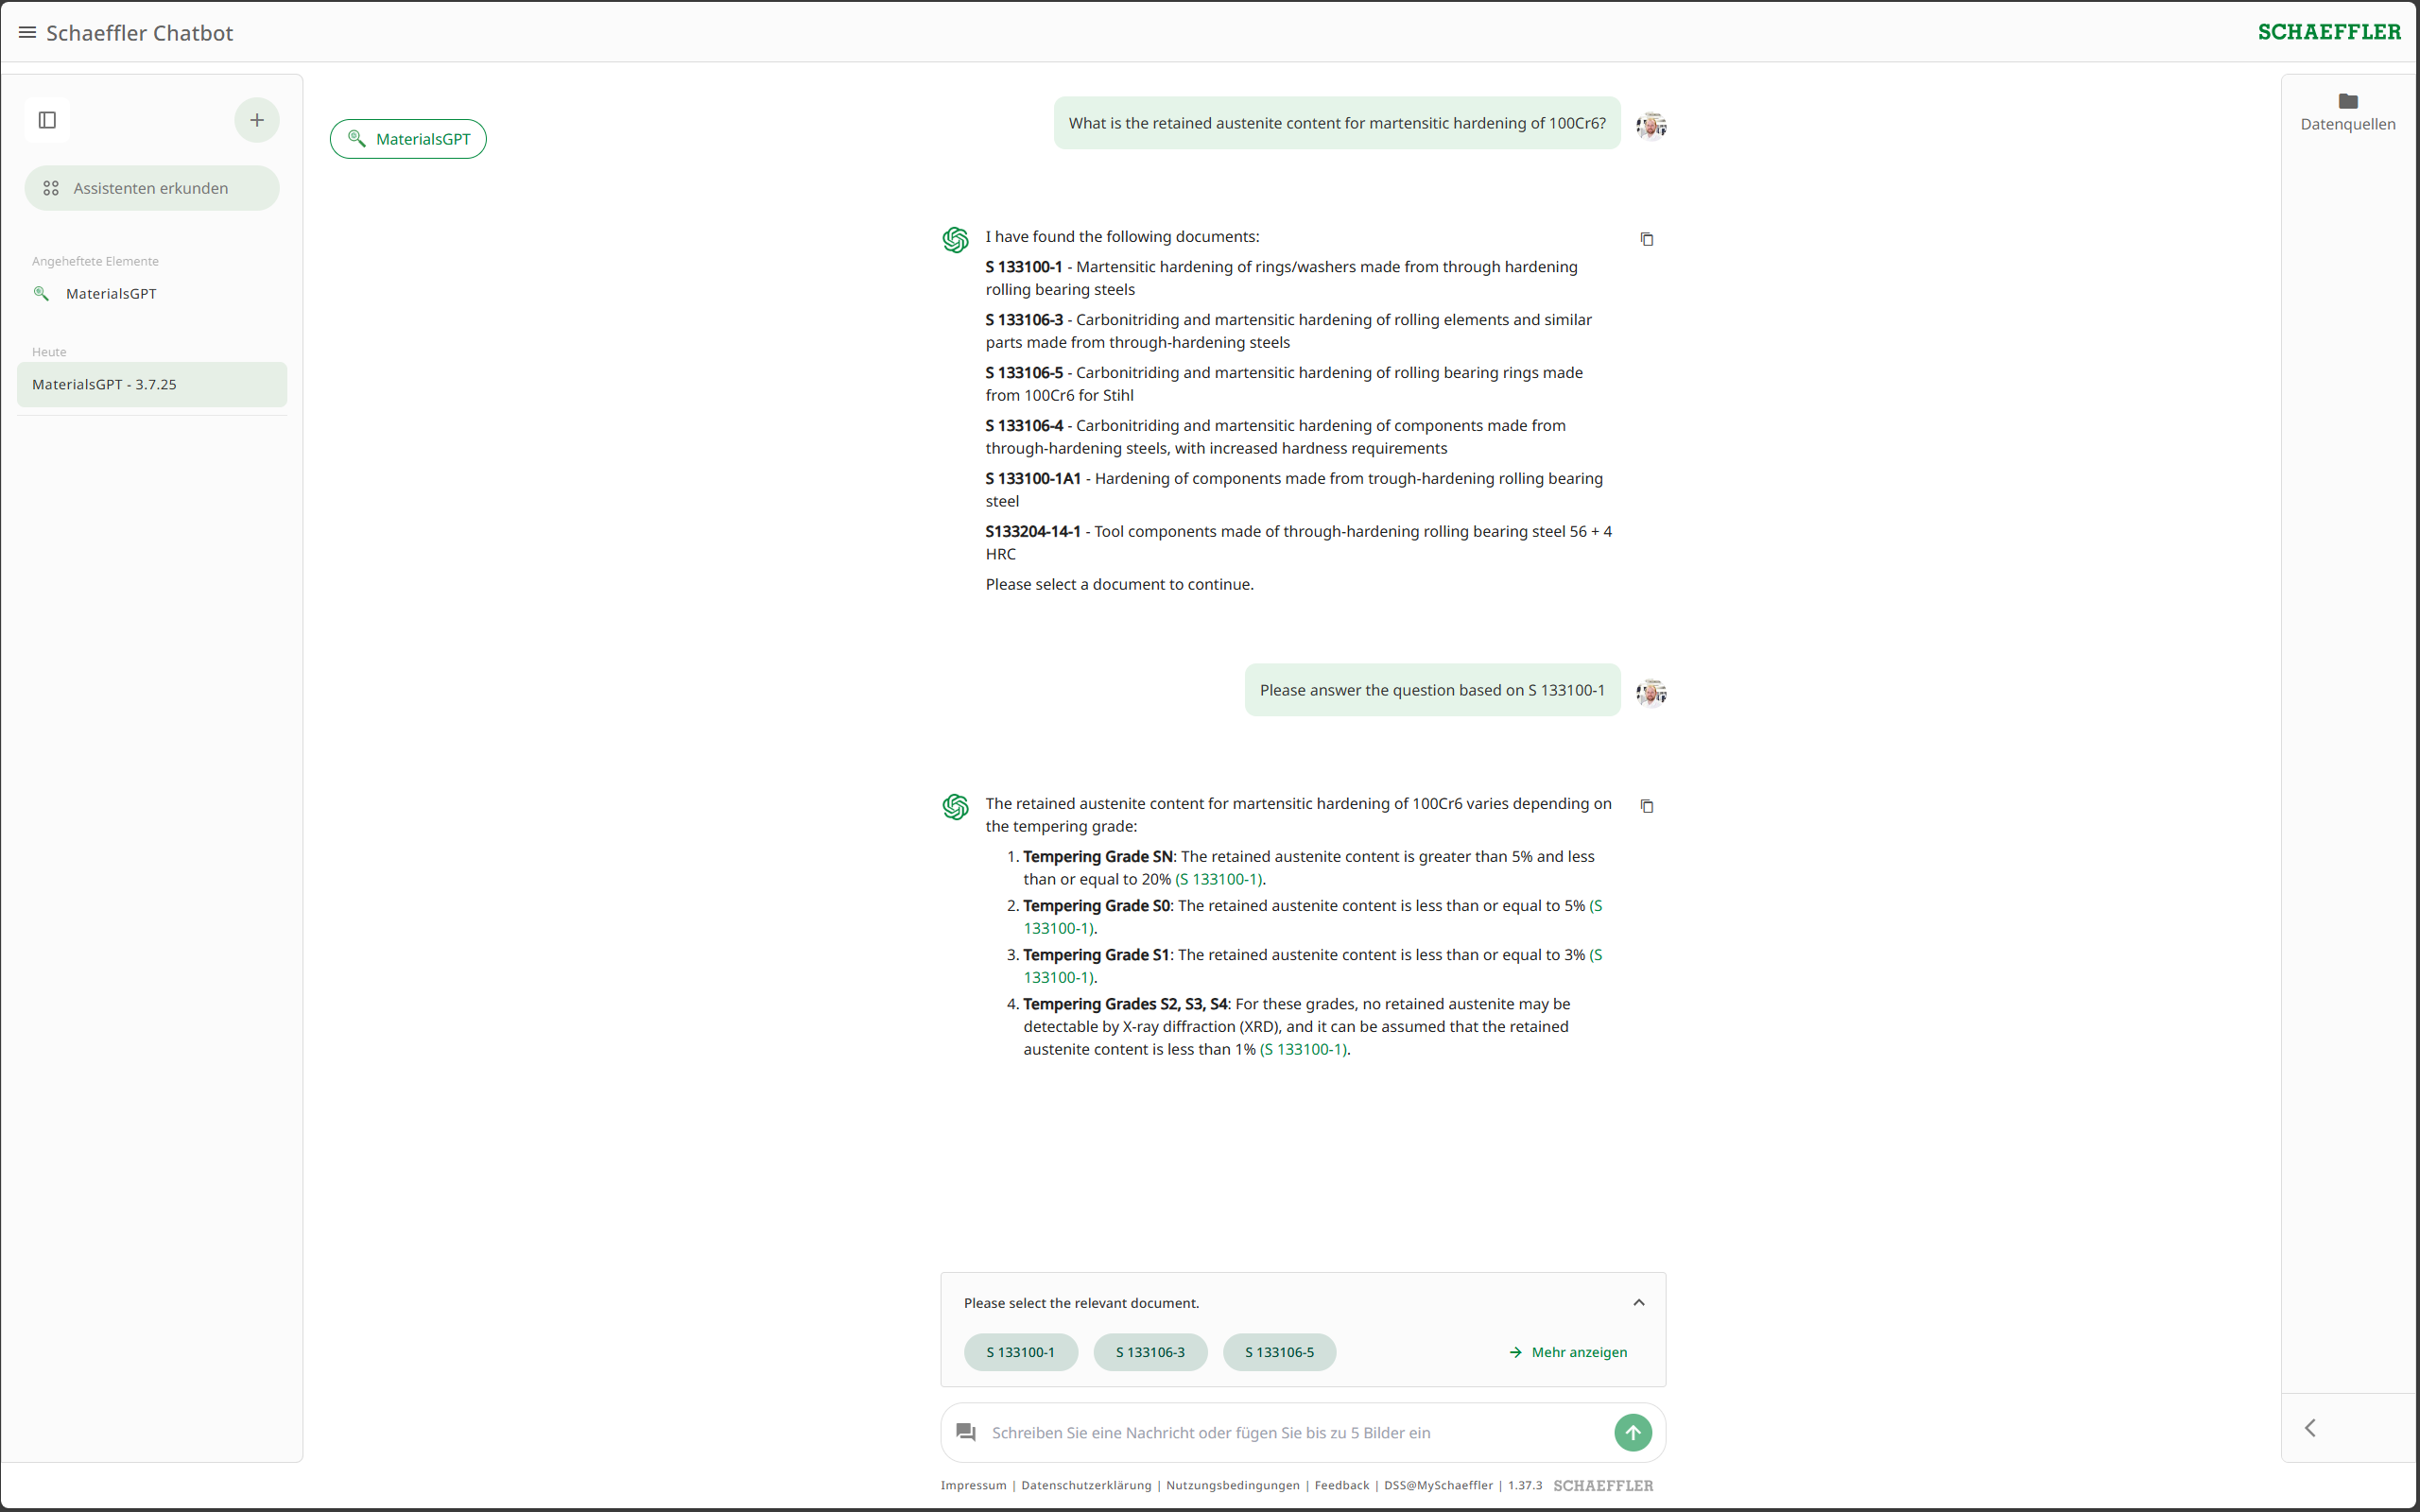 Schaeffler Chatbot
SCHAEFFLER
Assistenten erkunden
Angeheftete Elemente
MaterialsGPT
Heute
MaterialsGPT - 3.7.25
MaterialsGPT
What is the retained austenite content for martensitic hardening of 100Cr6?
I have found the following documents:
S 133100-1 - Martensitic hardening of rings/washers made from through hardening
rolling bearing steels
S 133106-3 - Carbonitriding and martensitic hardening of rolling elements and similar
parts made from through-hardening steels
S 133106-5 - Carbonitriding and martensitic hardening of rolling bearing rings made
from 100Cr6 for Stihl
S 133106-4 - Carbonitriding and martensitic hardening of components made from
through-hardening steels, with increased hardness requirements
S 133100-1A1 - Hardening of components made from trough-hardening rolling bearing
steel
S133204-14-1 - Tool components made of through-hardening rolling bearing steel 56 + 4
HRC
Please select a document to continue.
Please answer the question based on S 133100-1
The retained austenite content for martensitic hardening of 100Cr6 varies depending on
the tempering grade:
1. Tempering Grade SN: The retained austenite content is greater than 5% and less
than or equal to 20% (S 133100-1).
2. Tempering Grade S0: The retained austenite content is less than or equal to 5% (S
133100-1).
3. Tempering Grade S1: The retained austenite content is less than or equal to 3% (S
133100-1).
4. Tempering Grades S2, S3, S4: For these grades, no retained austenite may be
detectable by X-ray diffraction (XRD), and it can be assumed that the retained
austenite content is less than 1% (S 133100-1).
Please select the relevant document.
S 133100-1
S 133106-3
S 133106-5
Mehr anzeigen
Schreiben Sie eine Nachricht oder fügen Sie bis zu 5 Bilder ein
Impressum | Datenschutzerklärung | Nutzungsbedingungen | Feedback | DSS@MySchaeffler | 1.37.3 SCHAEFFLER
Datenquellen